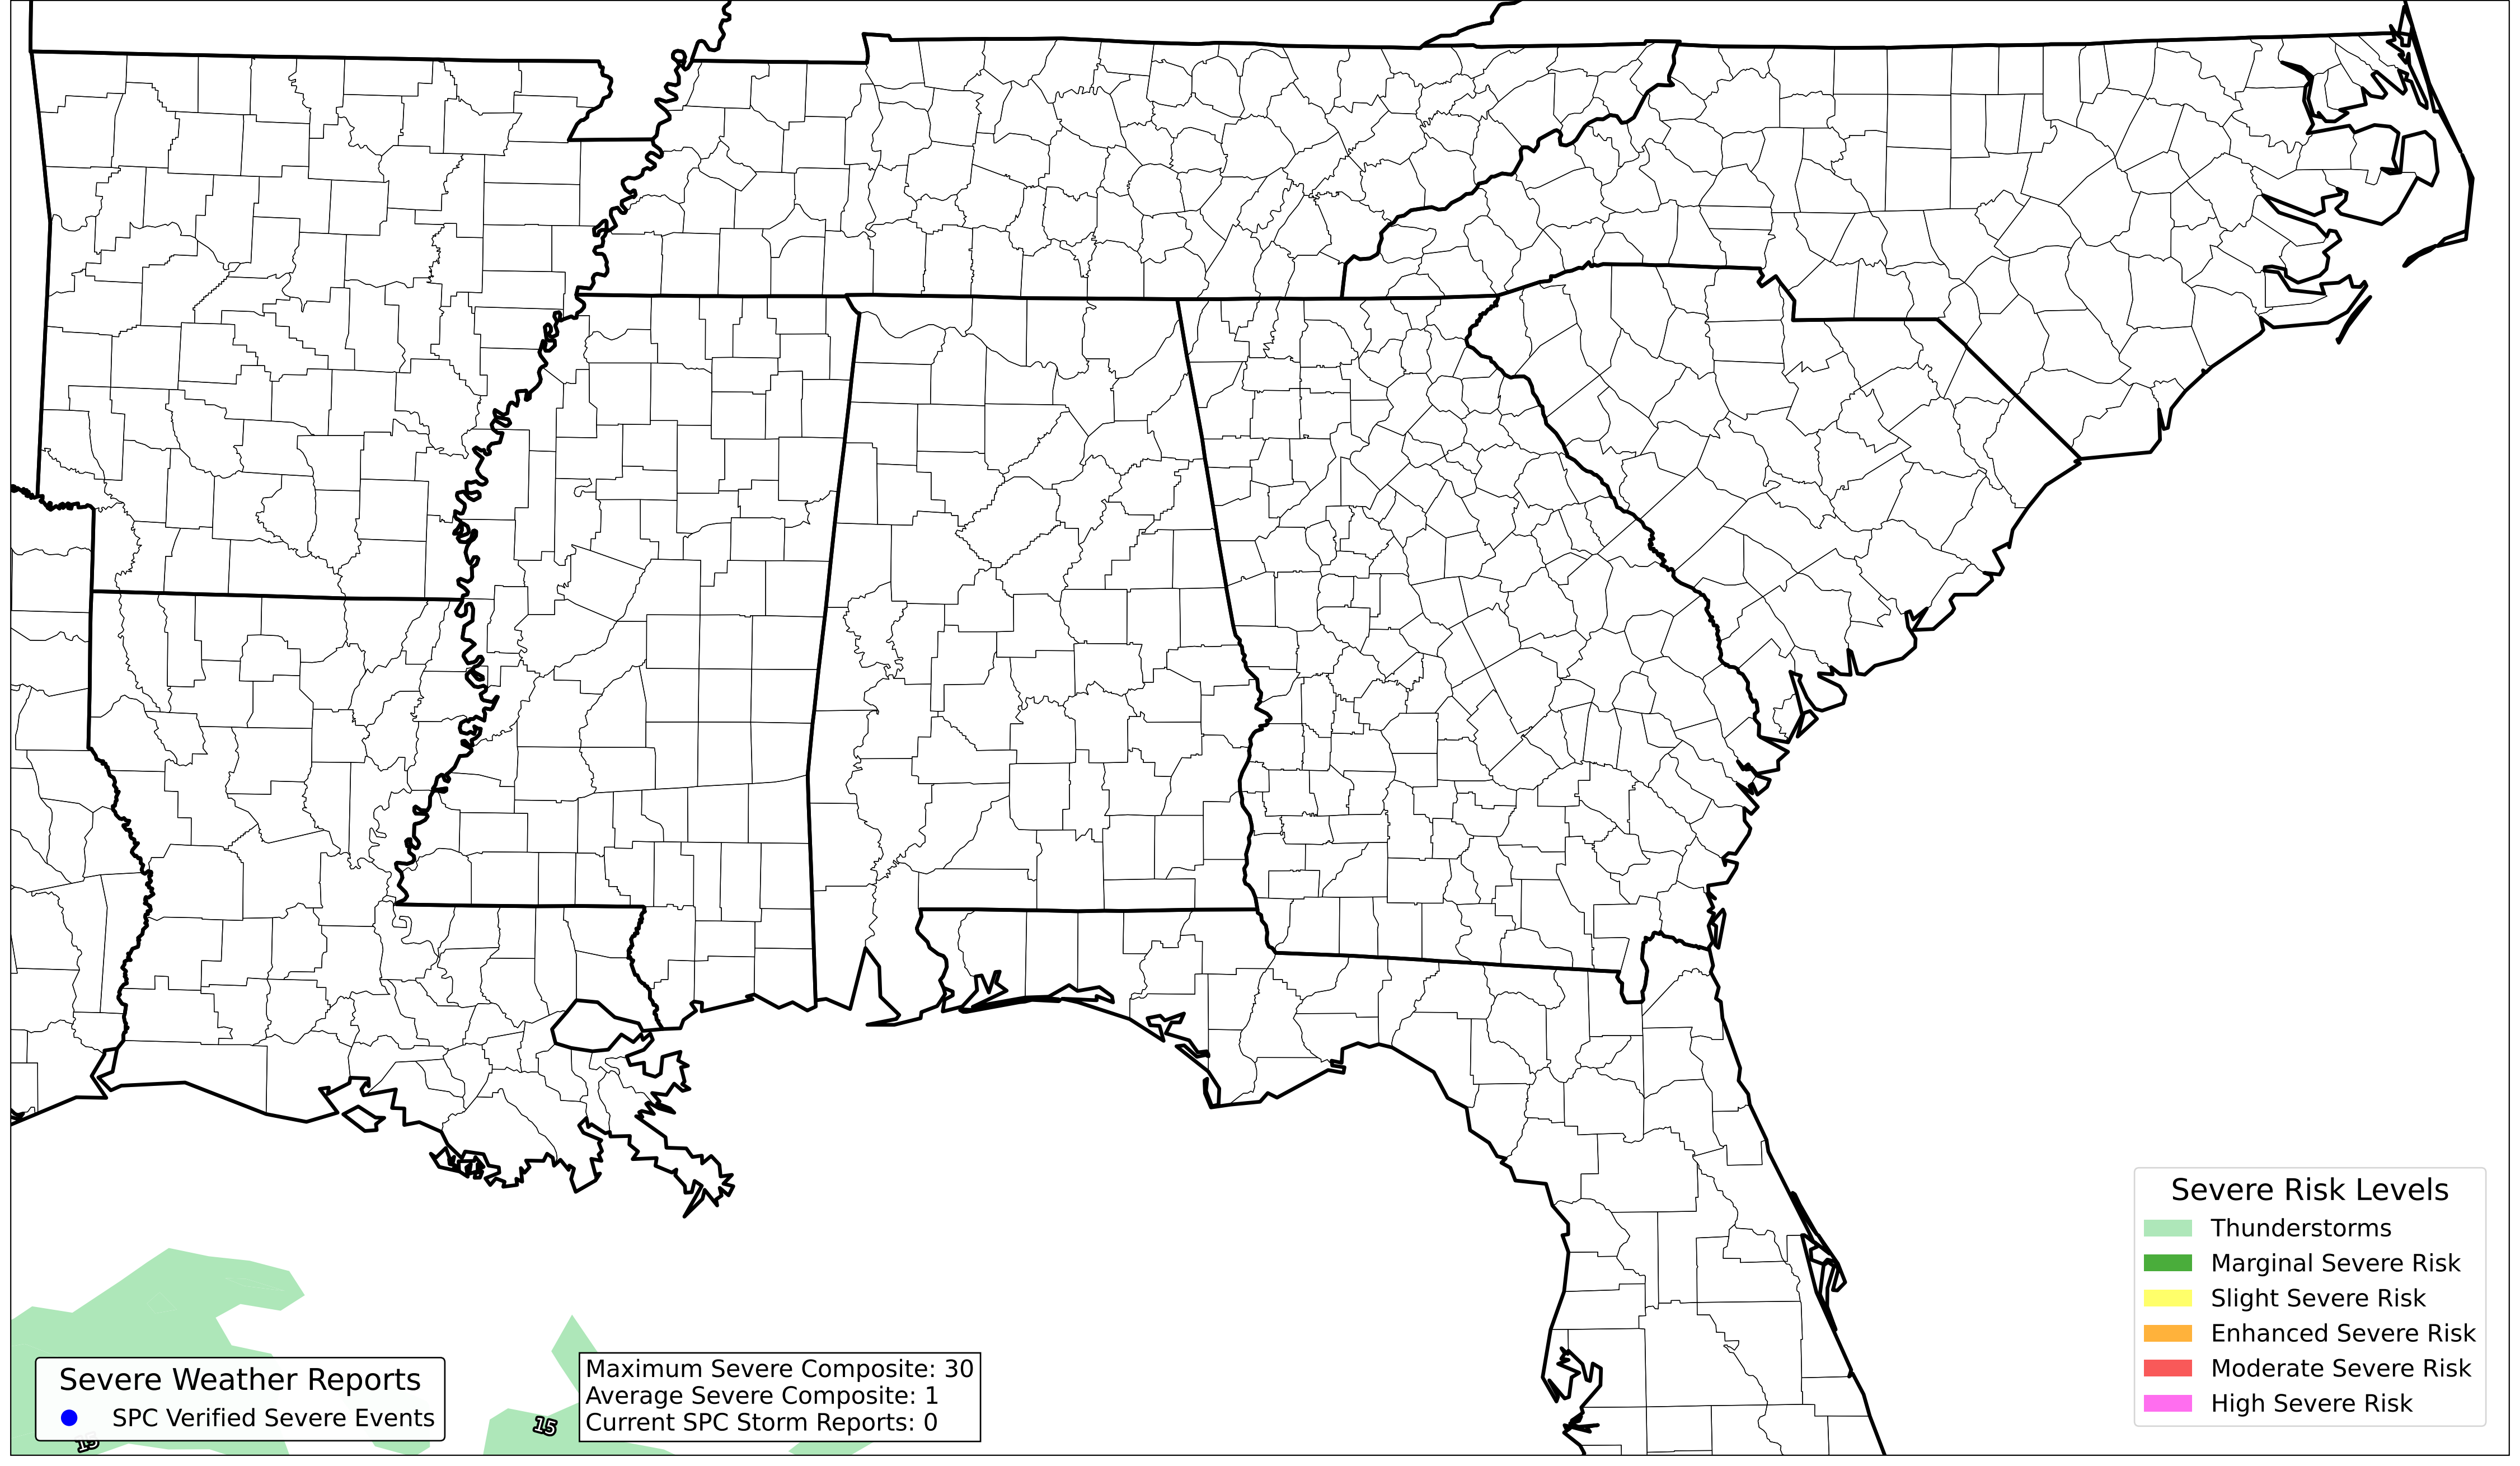 Severe Risk Levels
Thunderstorms
Marginal Severe Risk
Slight Severe Risk
Enhanced Severe Risk
Moderate Severe Risk
High Severe Risk
Severe Weather Reports
SPC Verified Severe Events
15
Maximum Severe Composite: 30
Average Severe Composite: 1
Current SPC Storm Reports: 0
15